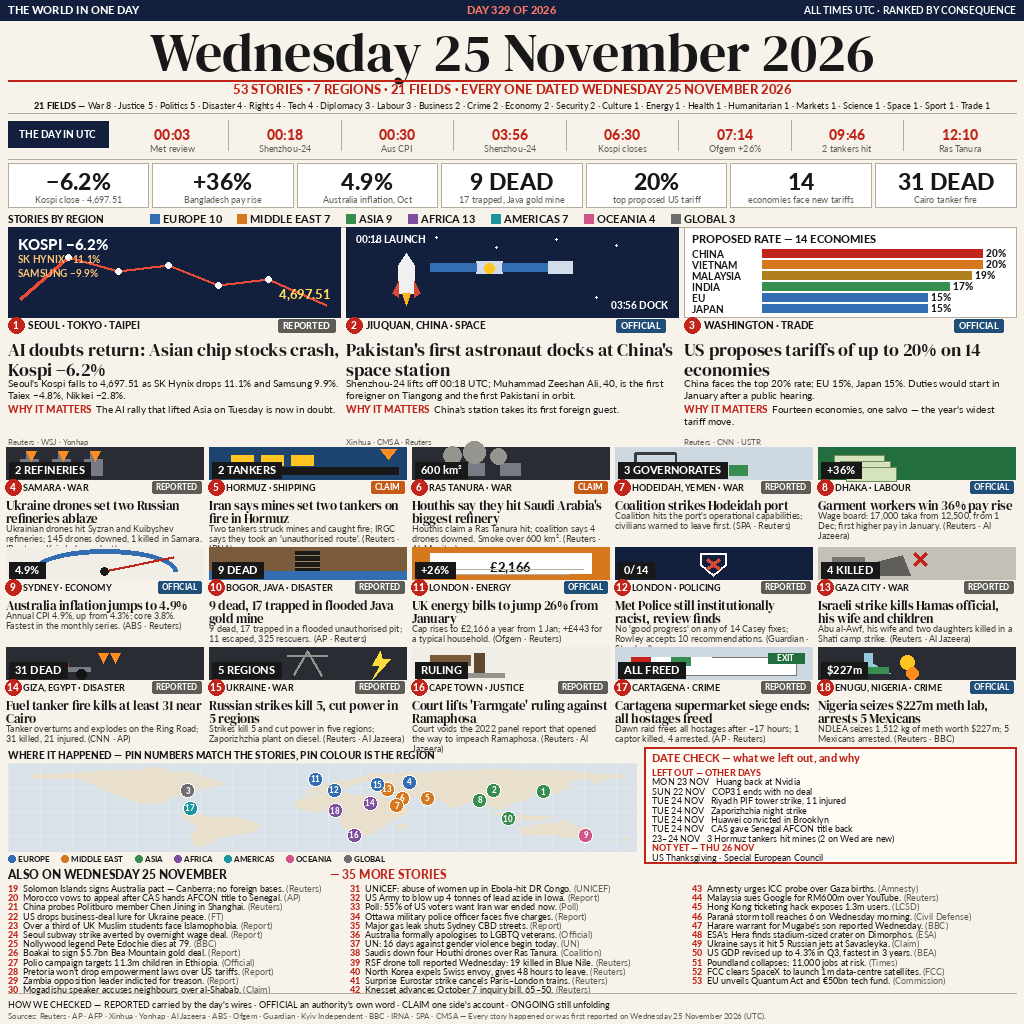 THE WORLD IN ONE DAY
DAY 329 OF 2026
ALL TIMES UTC · RANKED BY CONSEQUENCE
Wednesday 25 November 2026
53 STORIES · 7 REGIONS · 21 FIELDS · EVERY ONE DATED WEDNESDAY 25 NOVEMBER 2026
21 FIELDS — War 8 · Justice 5 · Politics 5 · Disaster 4 · Rights 4 · Tech 4 · Diplomacy 3 · Labour 3 · Business 2 · Crime 2 · Economy 2 · Security 2 · Culture 1 · Energy 1 · Health 1 · Humanitarian 1 · Markets 1 · Science 1 · Space 1 · Sport 1 · Trade 1
THE DAY IN UTC
00:03
Met review
00:18
Shenzhou-24
00:30
Aus CPI
03:56
Shenzhou-24
06:30
Kospi closes
07:14
Ofgem +26%
09:46
2 tankers hit
12:10
Ras Tanura
−6.2%
Kospi close · 4,697.51
+36%
Bangladesh pay rise
4.9%
Australia inflation, Oct
9 DEAD
17 trapped, Java gold mine
20%
top proposed US tariff
14
economies face new tariffs
31 DEAD
Cairo tanker fire
STORIES BY REGION
EUROPE 10
MIDDLE EAST 7
ASIA 9
AFRICA 13
AMERICAS 7
OCEANIA 4
GLOBAL 3
KOSPI −6.2%
SK HYNIX −11.1%
SAMSUNG −9.9%
4,697.51
1 SEOUL · TOKYO · TAIPEI
REPORTED
AI doubts return: Asian chip stocks crash,
Kospi −6.2%
Seoul's Kospi falls to 4,697.51 as SK Hynix drops 11.1% and Samsung 9.9%.
Taiex −4.8%, Nikkei −2.8%.
WHY IT MATTERS The AI rally that lifted Asia on Tuesday is now in doubt.
Reuters · WSJ · Yonhap
00:18 LAUNCH
03:56 DOCK
2 JIUQUAN, CHINA · SPACE
OFFICIAL
Pakistan's first astronaut docks at China's
space station
Shenzhou-24 lifts off 00:18 UTC; Muhammad Zeeshan Ali, 40, is the first
foreigner on Tiangong and the first Pakistani in orbit.
WHY IT MATTERS China's station takes its first foreign guest.
Xinhua · CMSA · Reuters
PROPOSED RATE — 14 ECONOMIES
CHINA 20%
VIETNAM 20%
MALAYSIA 19%
INDIA 17%
EU 15%
JAPAN 15%
3 WASHINGTON · TRADE
OFFICIAL
US proposes tariffs of up to 20% on 14
economies
China faces the top 20% rate; EU 15%, Japan 15%. Duties would start in
January after a public hearing.
WHY IT MATTERS Fourteen economies, one salvo — the year's widest
tariff move.
Reuters · CNN · USTR
2 REFINERIES
4 SAMARA · WAR
REPORTED
Ukraine drones set two Russian
refineries ablaze
Ukrainian drones hit Syzran and Kuibyshev
refineries; 145 drones downed, 1 killed in Samara.
2 TANKERS
5 HORMUZ · SHIPPING
CLAIM
Iran says mines set two tankers on
fire in Hormuz
Two tankers struck mines and caught fire; IRGC
says they took an 'unauthorised route'. (Reuters ·
600 km²
6 RAS TANURA · WAR
CLAIM
Houthis say they hit Saudi Arabia's
biggest refinery
Houthis claim a Ras Tanura hit; coalition says 4
drones downed. Smoke over 600 km². (Reuters ·
3 GOVERNORATES
7 HODEIDAH, YEMEN · WAR
REPORTED
Coalition strikes Hodeidah port
Coalition hits the port's operational capabilities;
civilians warned to leave first. (SPA · Reuters)
+36%
8 DHAKA · LABOUR
OFFICIAL
Garment workers win 36% pay rise
Wage board: 17,000 taka from 12,500, from 1
Dec; first higher pay in January. (Reuters · Al
Jazeera)
4.9%
9 SYDNEY · ECONOMY
OFFICIAL
Australia inflation jumps to 4.9%
Annual CPI 4.9%, up from 4.3%; core 3.8%.
Fastest in the monthly series. (ABS · Reuters)
9 DEAD
10 BOGOR, JAVA · DISASTER
REPORTED
9 dead, 17 trapped in flooded Java
gold mine
9 dead, 17 trapped in a flooded unauthorised pit;
11 escaped, 325 rescuers. (AP · Reuters)
+26%
£2,166
11 LONDON · ENERGY
OFFICIAL
UK energy bills to jump 26% from
January
Cap rises to £2,166 a year from 1 Jan; +£443 for
a typical household. (Ofgem · Reuters)
0/14
12 LONDON · POLICING
REPORTED
Met Police still institutionally
racist, review finds
No 'good progress' on any of 14 Casey fixes;
Rowley accepts 10 recommendations. (Guardian ·
4 KILLED
13 GAZA CITY · WAR
REPORTED
Israeli strike kills Hamas official,
his wife and children
Abu al-Awf, his wife and two daughters killed in a
Shati camp strike. (Reuters · Al Jazeera)
31 DEAD
14 GIZA, EGYPT · DISASTER
REPORTED
Fuel tanker fire kills at least 31 near
Cairo
Tanker overturns and explodes on the Ring Road;
31 killed, 21 injured. (CNN · AP)
5 REGIONS
15 UKRAINE · WAR
REPORTED
Russian strikes kill 5, cut power in
5 regions
Strikes kill 5 and cut power in five regions;
Zaporizhzhia plant on diesel. (Reuters · Al Jazeera)
RULING
16 CAPE TOWN · JUSTICE
REPORTED
Court lifts 'Farmgate' ruling against
Ramaphosa
Court voids the 2022 panel report that opened
the way to impeach Ramaphosa. (Reuters · Al
Jazeera)
ALL FREED
EXIT
17 CARTAGENA · CRIME
REPORTED
Cartagena supermarket siege ends:
all hostages freed
Dawn raid frees all hostages after ~17 hours; 1
captor killed, 4 arrested. (AP · Reuters)
$227m
18 ENUGU, NIGERIA · CRIME
OFFICIAL
Nigeria seizes $227m meth lab,
arrests 5 Mexicans
NDLEA seizes 1,512 kg of meth worth $227m; 5
Mexicans arrested. (Reuters · BBC)
WHERE IT HAPPENED — PIN NUMBERS MATCH THE STORIES, PIN COLOUR IS THE REGION
3
17
11
12
18
16
14
15
13
6
7
4
5
8
2
10
1
9
EUROPE
MIDDLE EAST
ASIA
AFRICA
AMERICAS
OCEANIA
GLOBAL
DATE CHECK — what we left out, and why
LEFT OUT — OTHER DAYS
MON 23 NOV Huang back at Nvidia
SUN 22 NOV COP31 ends with no deal
TUE 24 NOV Riyadh PIF tower strike, 11 injured
TUE 24 NOV Zaporizhzhia night strike
TUE 24 NOV Huawei convicted in Brooklyn
TUE 24 NOV CAS gave Senegal AFCON title back
23–24 NOV 3 Hormuz tankers hit mines (2 on Wed are new)
NOT YET — THU 26 NOV
US Thanksgiving · Special European Council
ALSO ON WEDNESDAY 25 NOVEMBER
— 35 MORE STORIES
19 Solomon Islands signs Australia pact — Canberra; no foreign bases. (Reuters)
20 Morocco vows to appeal after CAS hands AFCON title to Senegal. (AP)
21 China probes Politburo member Chen Jining in Shanghai. (Reuters)
22 US drops business-deal lure for Ukraine peace. (FT)
23 Over a third of UK Muslim students face Islamophobia. (Report)
24 Seoul subway strike averted by overnight wage deal. (Report)
25 Nollywood legend Pete Edochie dies at 79. (BBC)
26 Boakai to sign $5.7bn Bea Mountain gold deal. (Report)
27 Polio campaign targets 11.3m children in Ethiopia. (Official)
28 Pretoria won't drop empowerment laws over US tariffs. (Report)
29 Zambia opposition leader indicted for treason. (Report)
30 Mogadishu speaker accuses neighbours over al-Shabab. (Claim)
31 UNICEF: abuse of women up in Ebola-hit DR Congo. (UNICEF)
32 US Army to blow up 4 tonnes of lead azide in Iowa. (Report)
33 Poll: 55% of US voters want Iran war ended now. (Poll)
34 Ottawa military police officer faces five charges. (Report)
35 Major gas leak shuts Sydney CBD streets. (Report)
36 Australia formally apologises to LGBTQ veterans. (Official)
37 UN: 16 days against gender violence begin today. (UN)
38 Saudis down four Houthi drones over Ras Tanura. (Coalition)
39 RSF drone toll reported Wednesday: 19 killed in Blue Nile. (Reuters)
40 North Korea expels Swiss envoy, gives 48 hours to leave. (Reuters)
41 Surprise Eurostar strike cancels Paris–London trains. (Reuters)
42 Knesset advances October 7 inquiry bill, 65–50. (Reuters)
43 Amnesty urges ICC probe over Gaza births. (Amnesty)
44 Malaysia sues Google for RM600m over YouTube. (Reuters)
45 Hong Kong ticketing hack exposes 1.3m users. (LCSD)
46 Paraná storm toll reaches 6 on Wednesday morning. (Civil Defense)
47 Harare warrant for Mugabe's son reported Wednesday. (BBC)
48 ESA's Hera finds stadium-sized crater on Dimorphos. (ESA)
49 Ukraine says it hit 5 Russian jets at Savasleyka. (Claim)
50 US GDP revised up to 4.3% in Q3, fastest in 3 years. (BEA)
51 Poundland collapses; 11,000 jobs at risk. (Times)
52 FCC clears SpaceX to launch 1m data-centre satellites. (FCC)
53 EU unveils Quantum Act and €50bn tech fund. (Commission)
HOW WE CHECKED — REPORTED carried by the day's wires · OFFICIAL an authority's own word · CLAIM one side's account · ONGOING still unfolding
Sources: Reuters · AP · AFP · Xinhua · Yonhap · Al Jazeera · ABS · Ofgem · Guardian · Kyiv Independent · BBC · IRNA · SPA · CMSA — Every story happened or was first reported on Wednesday 25 November 2026 (UTC).